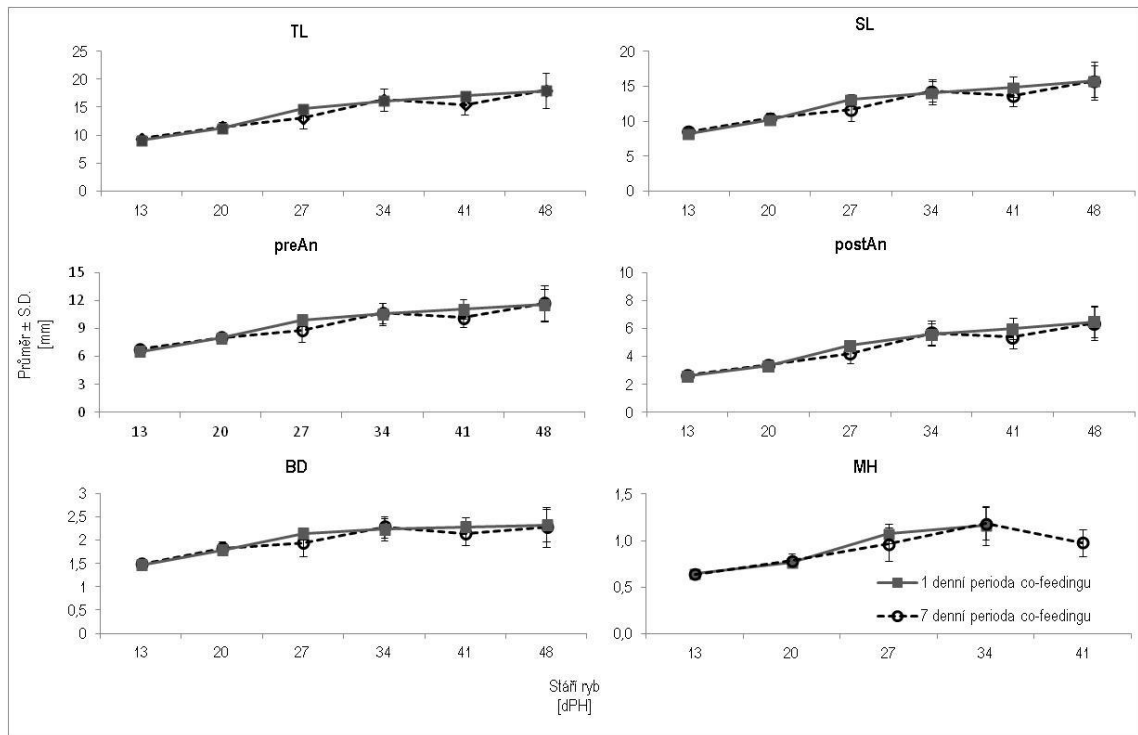 TL
25
20
15
10
5
0
13 20 27 34 41 48
SL
20
15
10
5
0
13 20 27 34 41 48
Průměr ± S.D.
[mm]
preAn
15
12
9
6
3
0
13 20 27 34 41 48
postAn
10
8
6
4
2
0
13 20 27 34 41 48
BD
3
2,5
2
1,5
1
0,5
0
13 20 27 34 41 48
MH
1,5
1,0
0,5
0,0
1 denní perioda co-feedingu
7 denní perioda co-feedingu
13 20 27 34 41
Stáří ryb
[dPH]